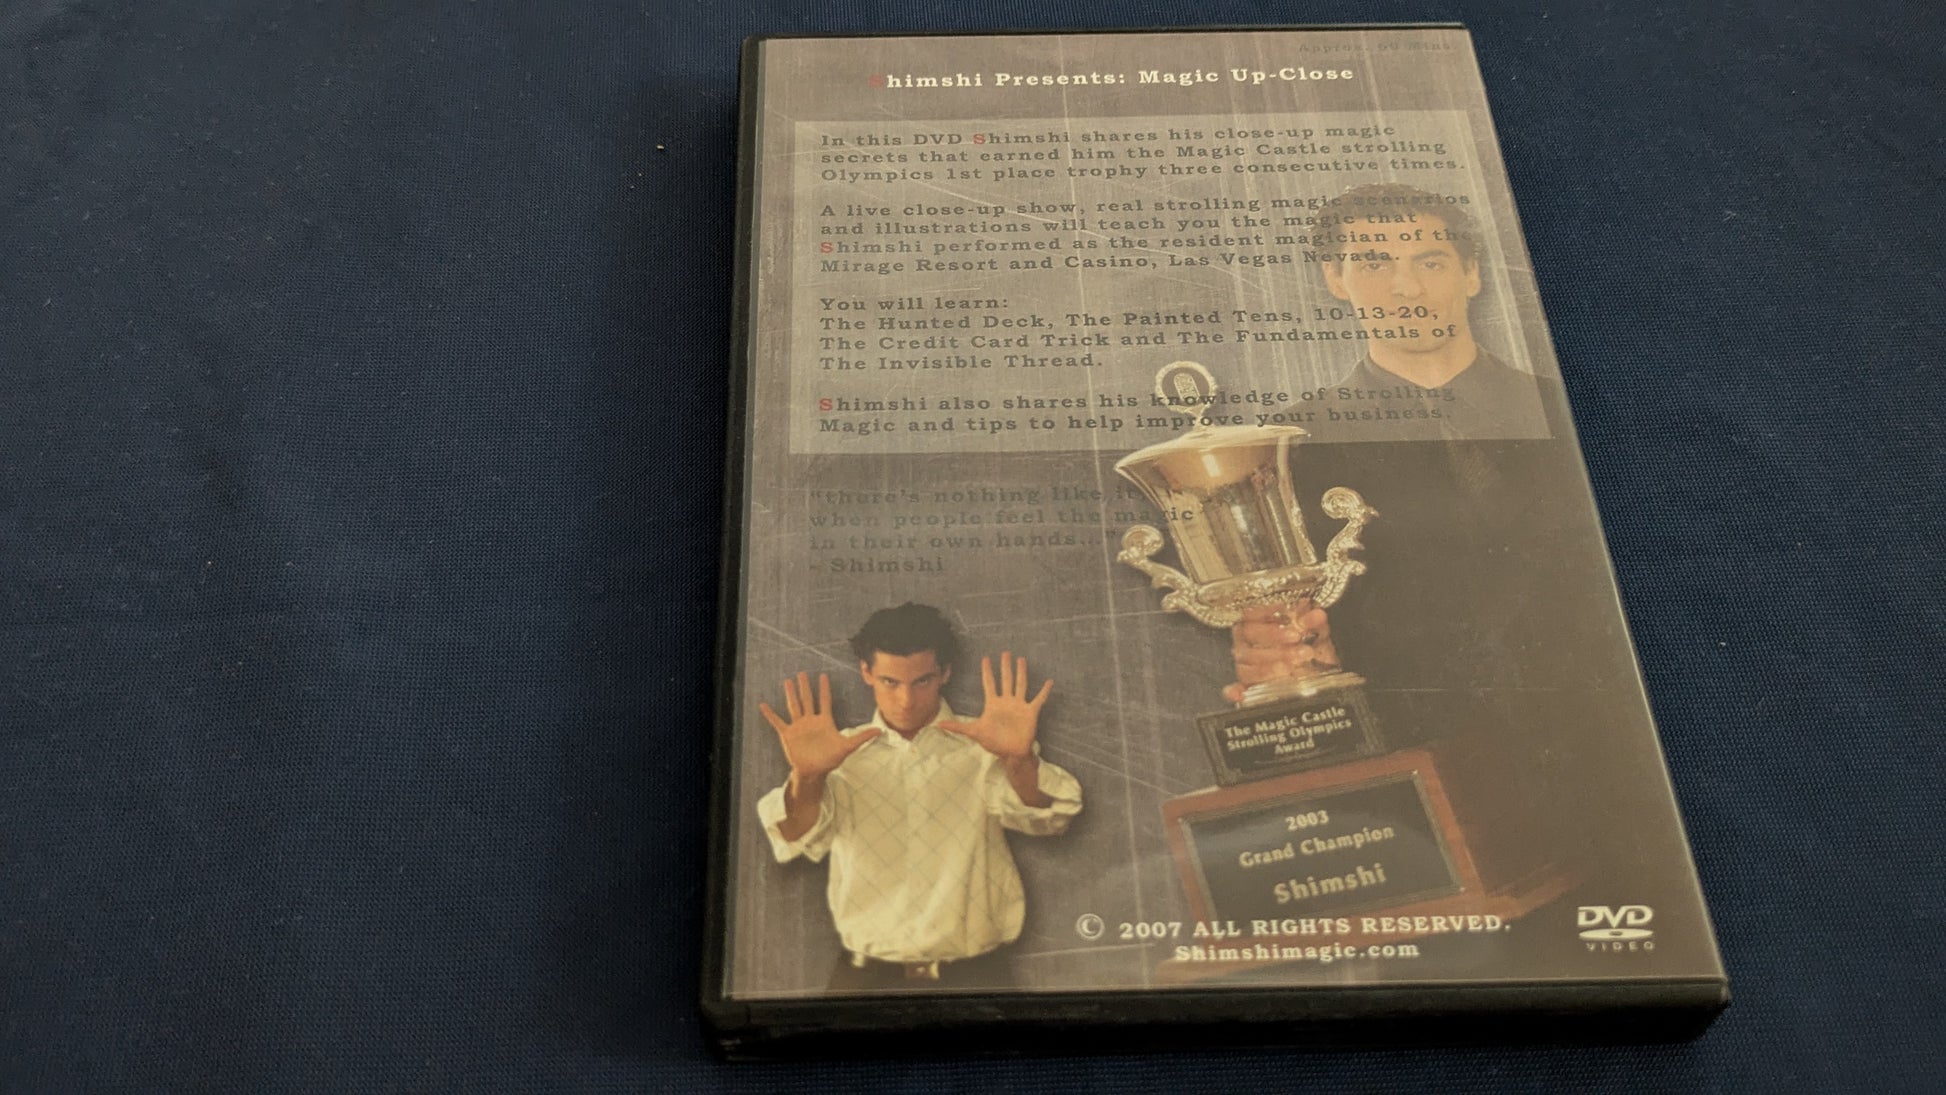 Approx. 60 Mins.
Shimshi Presents: Magic Up-Close
In this DVD Shimshi shares his close-up magic
secrets that earned him the Magic Castle strolling
Olympics 1st place trophy three consecutive times.
A live close-up show, real strolling magic scenarios
and illustrations will teach you the magic that
Shimshi performed as the resident magician of the
Mirage Resort and Casino, Las Vegas Nevada.
You will learn:
The Hunted Deck, The Painted Tens, 10-13-20,
The Credit Card Trick and The Fundamentals of
The Invisible Thread.
Shimshi also shares his knowledge of Strolling
Magic and tips to help improve your business.
"there's nothing like it,
when people feel the magic
in their own hands..."
- Shimshi
The Magic Castle
Strolling Olympics
Award
2003
Grand Champion
Shimshi
© 2007 ALL RIGHTS RESERVED.
Shimshimagic.com
DVD
VIDEO